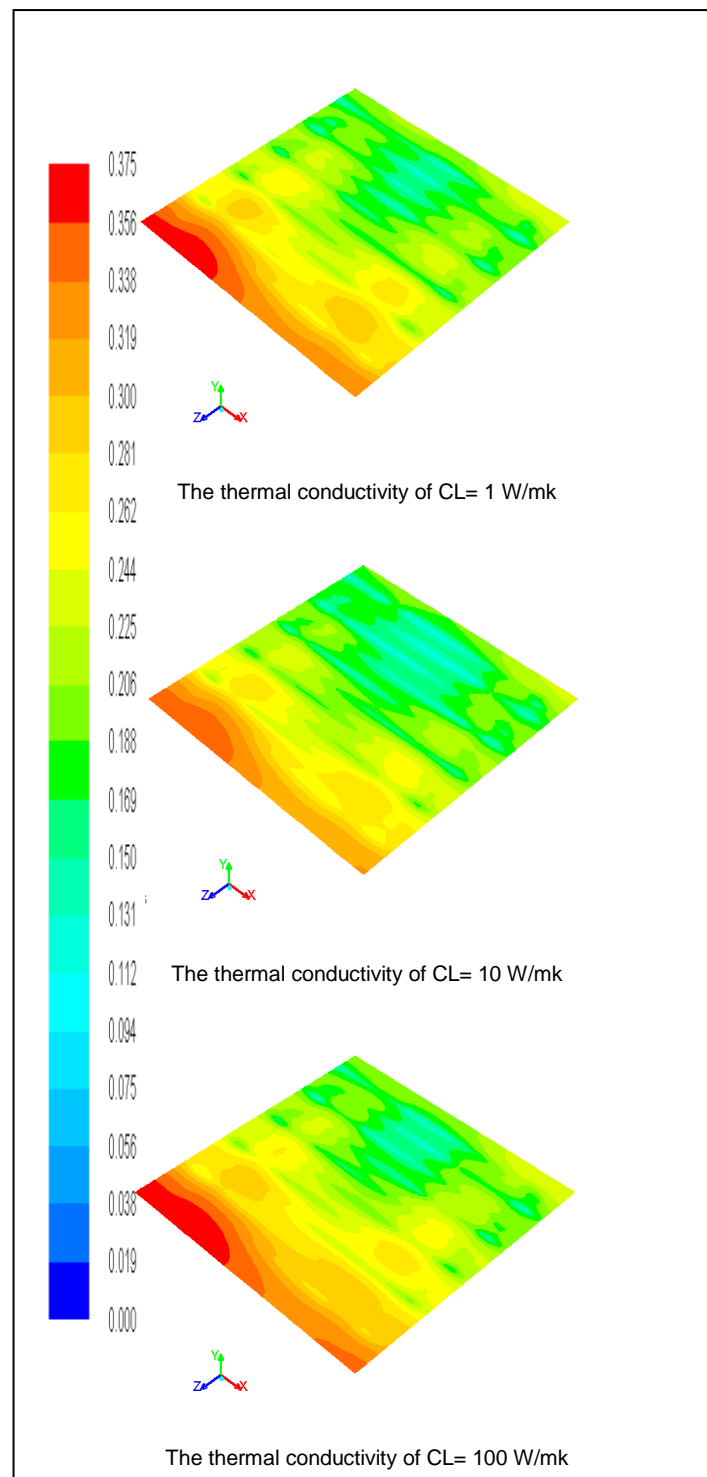 0.375
0.356
0.338
0.319
0.300
0.281
0.262
0.244
0.225
0.206
0.188
0.169
0.150
0.131
0.112
0.094
0.075
0.056
0.038
0.019
0.000
Y
Z X
The thermal conductivity of CL= 1 W/mk
Y
Z X
The thermal conductivity of CL= 10 W/mk
Y
Z X
The thermal conductivity of CL= 100 W/mk